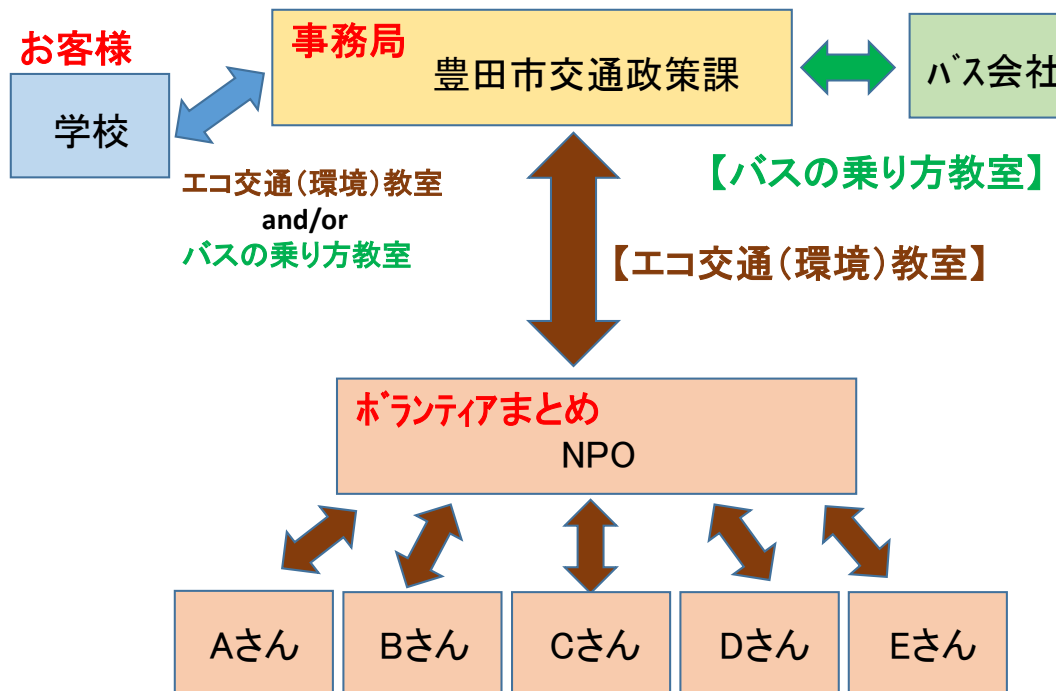 お客様
学校
事務局
豊田市交通政策課
バス会社
エコ交通(環境)教室
and/or
バスの乗り方教室
【バスの乗り方教室】
【エコ交通(環境)教室】
ボランティアまとめ
NPO
Aさん
Bさん
Cさん
Dさん
Eさん